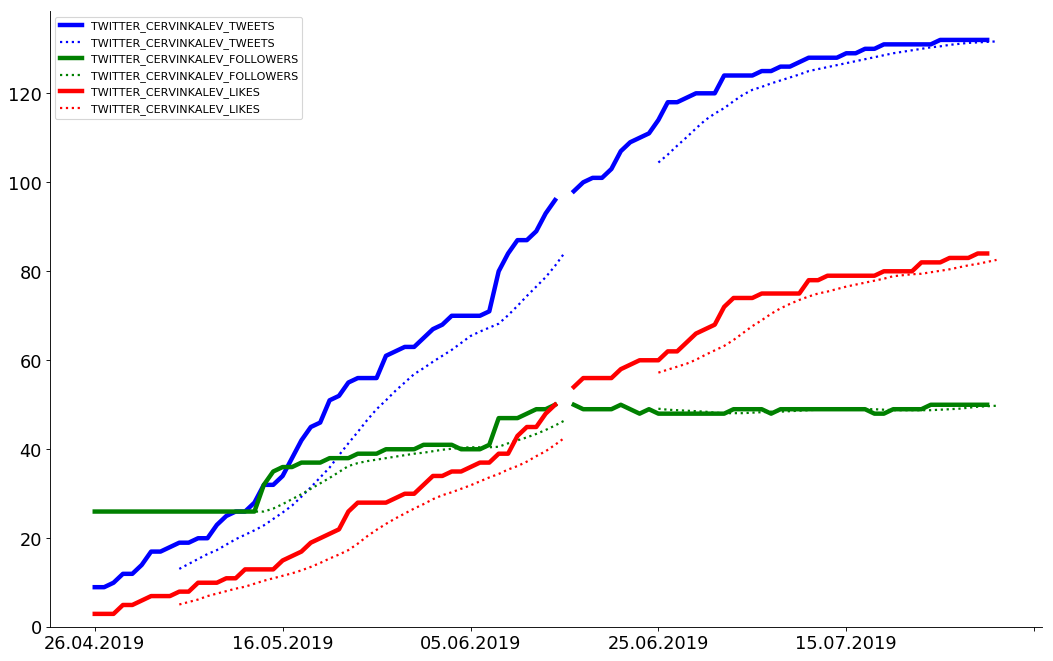 TWITTER_CERVINKALEV_TWEETS
TWITTER_CERVINKALEV_TWEETS
TWITTER_CERVINKALEV_FOLLOWERS
TWITTER_CERVINKALEV_FOLLOWERS
TWITTER_CERVINKALEV_LIKES
TWITTER_CERVINKALEV_LIKES
120
100
80
60
40
20
0
26.04.2019 16.05.2019 05.06.2019 25.06.2019 15.07.2019